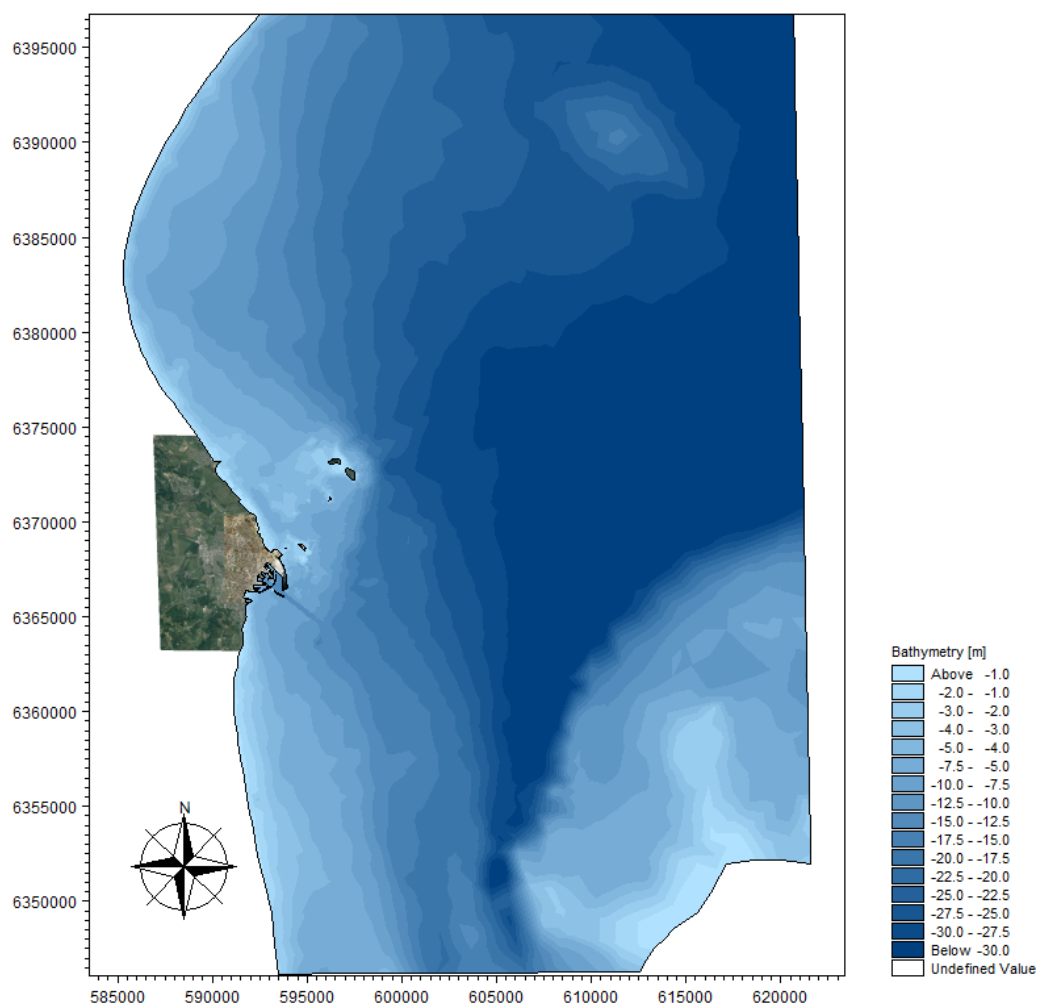 6395000
6390000
6385000
6380000
6375000
6370000
6365000
6360000
6355000
6350000
N
585000 590000 595000 600000 605000 610000 615000 620000
Bathymetry [m]
Above -1.0
-2.0 - -1.0
-3.0 - -2.0
-4.0 - -3.0
-5.0 - -4.0
-7.5 - -5.0
-10.0 - -7.5
-12.5 - -10.0
-15.0 - -12.5
-17.5 - -15.0
-20.0 - -17.5
-22.5 - -20.0
-25.0 - -22.5
-27.5 - -25.0
-30.0 - -27.5
Below -30.0
Undefined Value